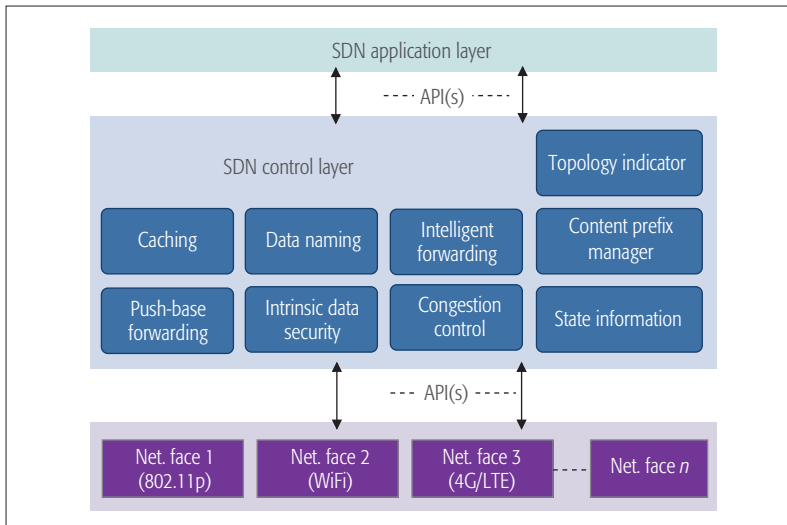 SDN application layer
API(s)
SDN control layer
Topology indicator
Caching
Data naming
Intelligent
forwarding
Content prefix
manager
Push-base
forwarding
Intrinsic data
security
Congestion
control
State information
API(s)
Net. face 1
(802.11p)
Net. face 2
(WiFi)
Net. face 3
(4G/LTE)
Net. face n